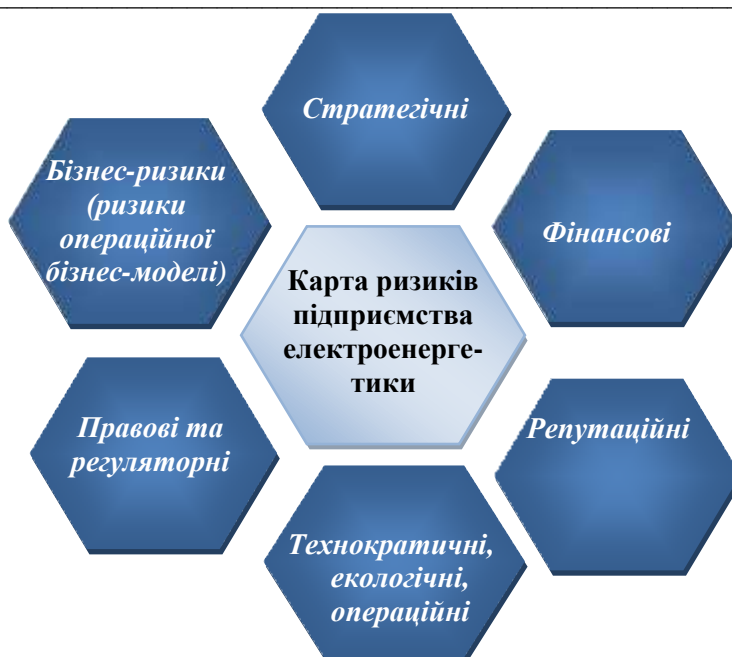 Стратегічні
Бізнес-ризики
(ризики
операційної
бізнес-моделі)
Фінансові
Карта ризиків
підприємства
електроенерге-
тики
Правові та
регуляторні
Репутаційні
Технократичні,
екологічні,
операційні